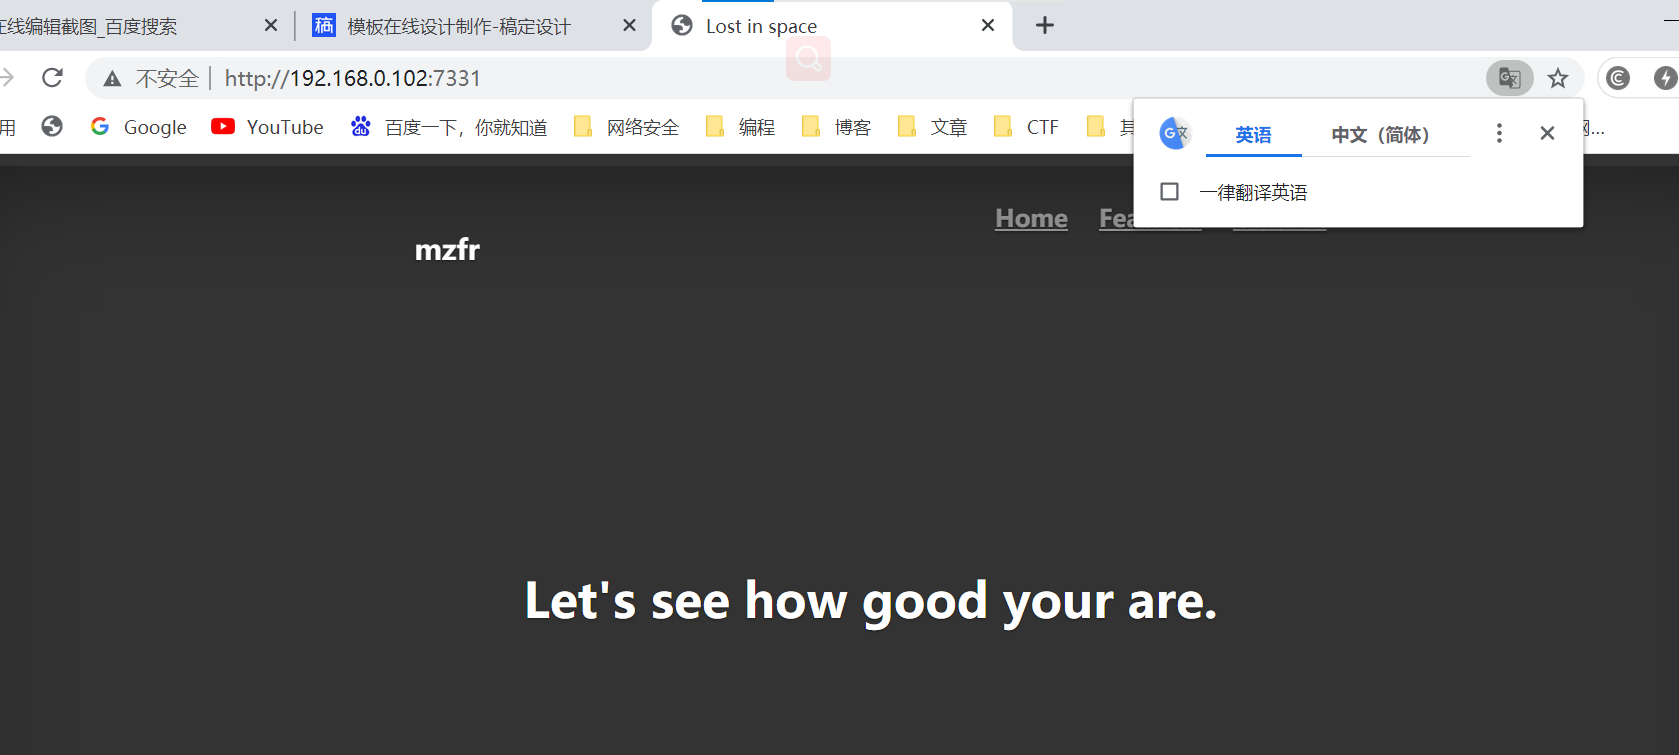 在线编辑截图_百度搜索 模板在线设计制作-稿定设计 Lost in space
不安全 http://192.168.0.102:7331
用 Google YouTube 百度一下，你就知道 网络安全 编程 博客 文章 CTF 其 网...
英语 中文（简体）
一律翻译英语
Home Fea
mzfr
Let's see how good your are.